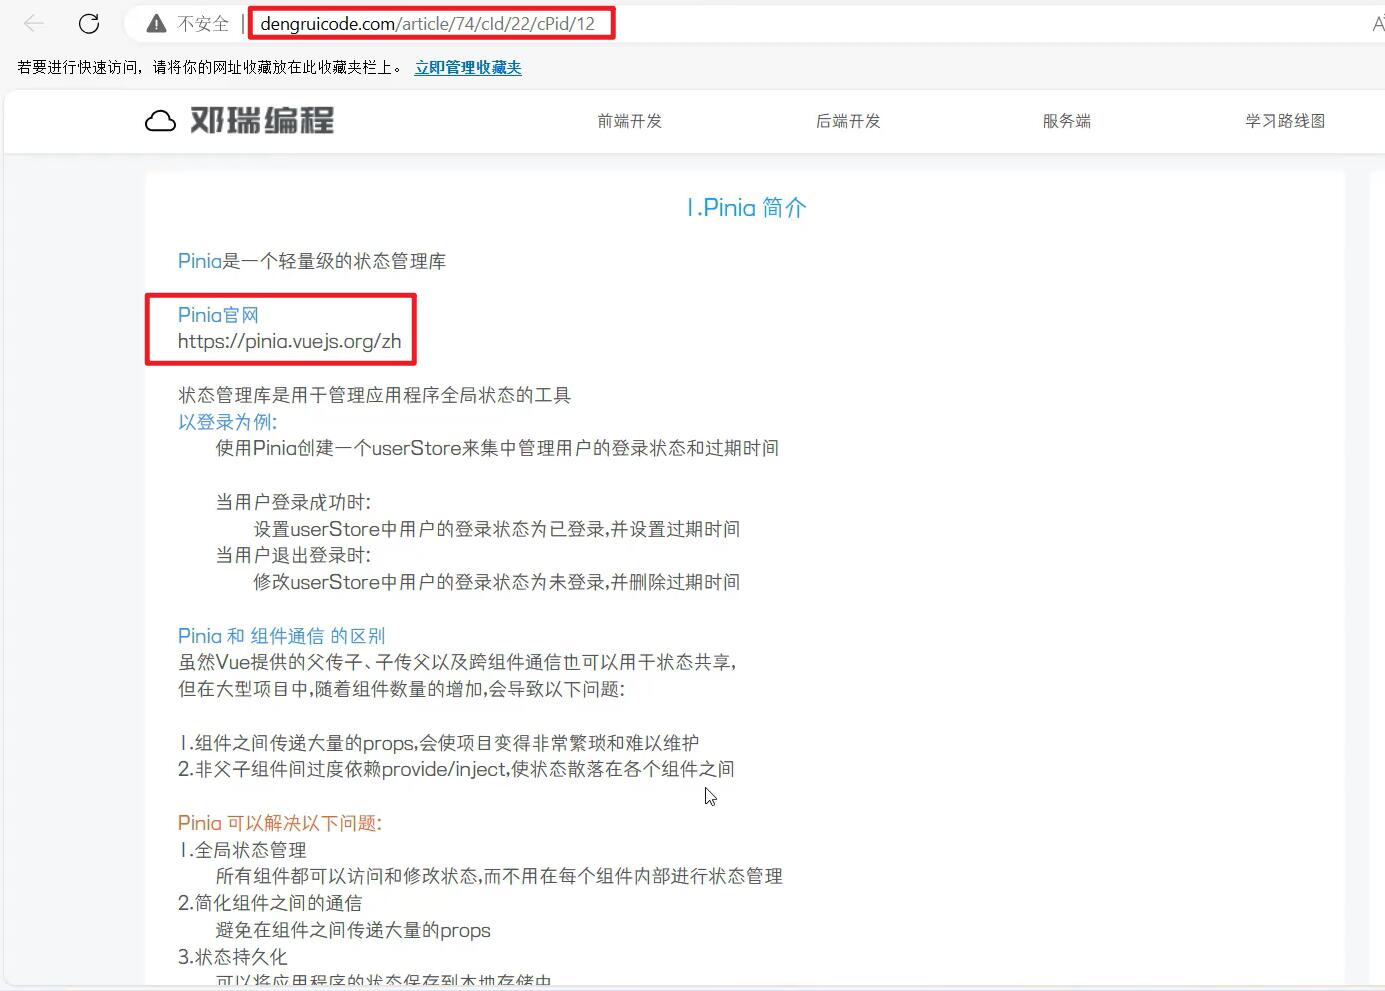 不安全 dengruicode.com/article/74/cId/22/cPid/12
若要进行快速访问，请将你的网址收藏放在此收藏夹栏上。 立即管理收藏夹
邓瑞编程 前端开发 后端开发 服务端 学习路线图
1.Pinia 简介
Pinia是一个轻量级的状态管理库
Pinia官网
https://pinia.vuejs.org/zh
状态管理库是用于管理应用程序全局状态的工具
以登录为例:
使用Pinia创建一个userStore来集中管理用户的登录状态和过期时间
当用户登录成功时:
设置userStore中用户的登录状态为已登录,并设置过期时间
当用户退出登录时:
修改userStore中用户的登录状态为未登录,并删除过期时间
Pinia 和 组件通信 的区别
虽然Vue提供的父传子、子传父以及跨组件通信也可以用于状态共享,
但在大型项目中,随着组件数量的增加,会导致以下问题:
1.组件之间传递大量的props,会使项目变得非常繁琐和难以维护
2.非父子组件间过度依赖provide/inject,使状态散落在各个组件之间
Pinia 可以解决以下问题:
1.全局状态管理
所有组件都可以访问和修改状态,而不用在每个组件内部进行状态管理
2.简化组件之间的通信
避免在组件之间传递大量的props
3.状态持久化
可以将应用程序的状态保存到本地存储中